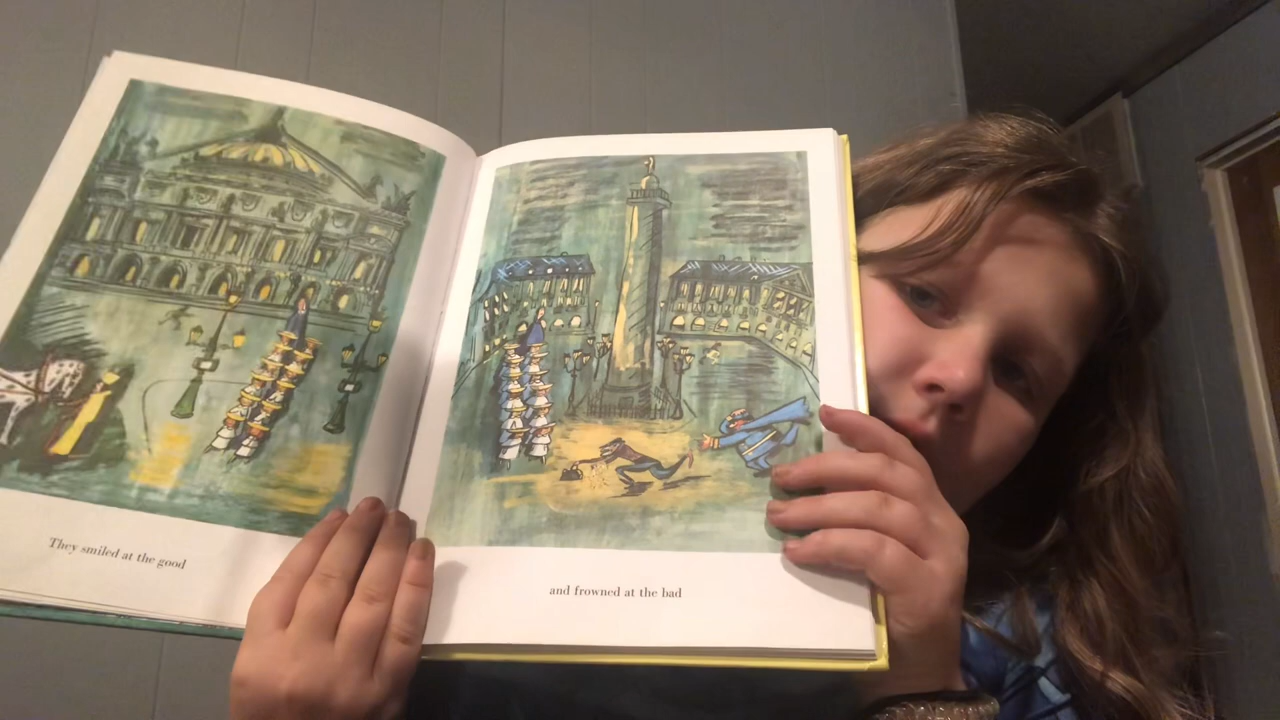 They smiled at the good
and frowned at the bad